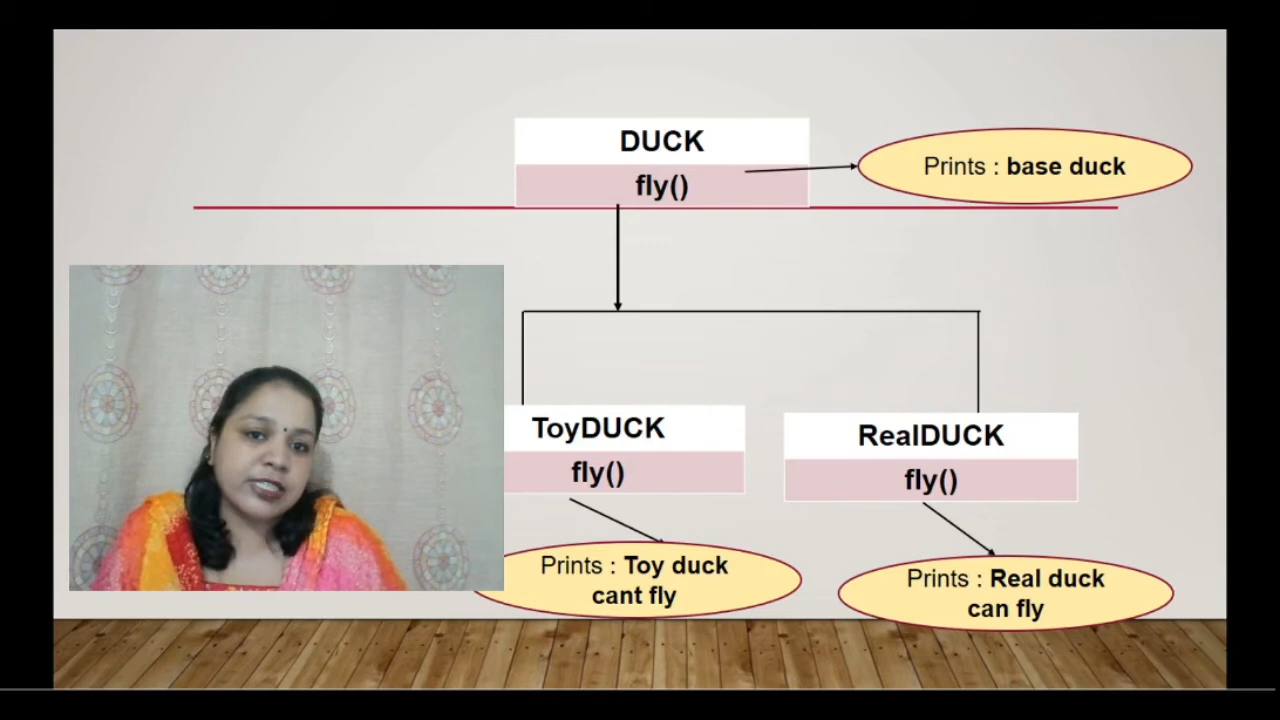 DUCK
fly()
Prints : base duck
ToyDUCK
fly()
RealDUCK
fly()
Prints : Toy duck
cant fly
Prints : Real duck
can fly